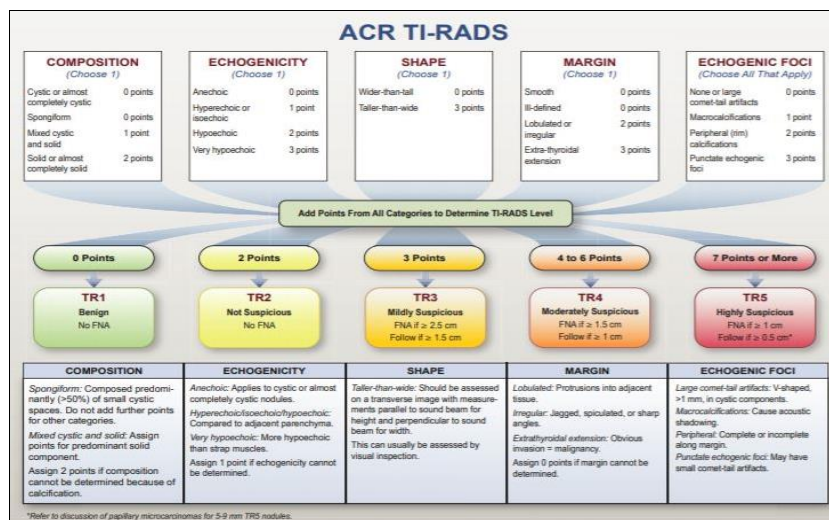 ACR TI-RADS
COMPOSITION
(Choose 1)
Cystic or almost 0 points
completely cystic
Spongiform 0 points
Mixed cystic 1 point
and solid
Solid or almost 2 points
completely solid
ECHOGENICITY
(Choose 1)
Anechoic 0 points
Hyperechoic or 1 point
isoechoic
Hypoechoic 2 points
Very hypoechoic 3 points
SHAPE
(Choose 1)
Wider-than-tall 0 points
Taller-than-wide 3 points
MARGIN
(Choose 1)
Smooth 0 points
Ill-defined 0 points
Lobulated or 2 points
irregular
Extra-thyroidal 3 points
extension
ECHOGENIC FOCI
(Choose All That Apply)
None or large 0 points
comet-tail artifacts
Macrocalcifications 1 point
Peripheral (rim) 2 points
calcifications
Punctate echogenic 3 points
foci
Add Points From All Categories to Determine TI-RADS Level
0 Points
2 Points
3 Points
4 to 6 Points
7 Points or More
TR1
Benign
No FNA
TR2
Not Suspicious
No FNA
TR3
Mildly Suspicious
FNA if ≥ 2.5 cm
Follow if ≥ 1.5 cm
TR4
Moderately Suspicious
FNA if ≥ 1.5 cm
Follow if ≥ 1 cm
TR5
Highly Suspicious
FNA if ≥ 1 cm
Follow if ≥ 0.5 cm*
COMPOSITION
Spongiform: Composed predomi-
nantly (>50%) of small cystic
spaces. Do not add further points
for other categories.
Mixed cystic and solid: Assign
points for predominant solid
component.
Assign 2 points if composition
cannot be determined because of
calcification.
ECHOGENICITY
Anechoic: Applies to cystic or almost
completely cystic nodules.
Hyperechoic/isoechoic/hypoechoic:
Compared to adjacent parenchyma.
Very hypoechoic: More hypoechoic
than strap muscles.
Assign 1 point if echogenicity cannot
be determined.
SHAPE
Taller-than-wide: Should be assessed
on a transverse image with measure-
ments parallel to sound beam for
height and perpendicular to sound
beam for width.
This can usually be assessed by
visual inspection.
MARGIN
Lobulated: Protrusions into adjacent
tissue.
Irregular: Jagged, spiculated, or sharp
angles.
Extrathyroidal extension: Obvious
invasion = malignancy.
Assign 0 points if margin cannot be
determined.
ECHOGENIC FOCI
Large comet-tail artifacts: V-shaped,
>1 mm, in cystic components.
Macrocalcifications: Cause acoustic
shadowing.
Peripheral: Complete or incomplete
along margin.
Punctate echogenic foci: May have
small comet-tail artifacts.
*Refer to discussion of papillary microcarcinomas for 5-9 mm TR5 nodules.